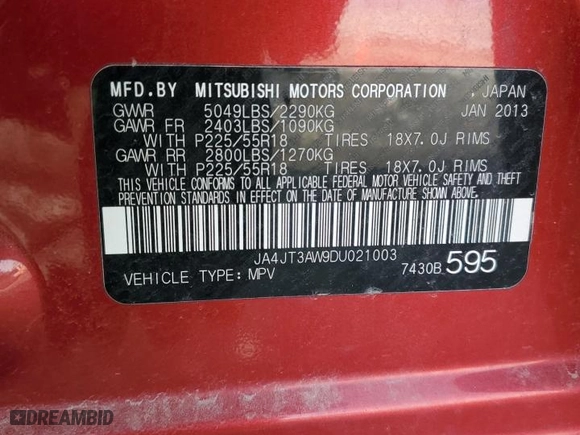 MFD.BY MITSUBISHI MOTORS CORPORATION JAPAN
GVWR 5049LBS/2290KG JAN 2013
GAWR FR 2403LBS/1090KG
WITH P225/55R18 TIRES 18X7.0J RIMS
GAWR RR 2800LBS/1270KG
WITH P225/55R18 TIRES 18X7.0J RIMS
THIS VEHICLE CONFORMS TO ALL APPLICABLE FEDERAL MOTOR VEHICLE SAFETY AND THEFT
PREVENTION STANDARDS IN EFFECT ON THE DATE OF MANUFACTURE SHOWN ABOVE.
JA4JT3AW9DU021003
VEHICLE TYPE: MPV 7430B 595
DREAMBID